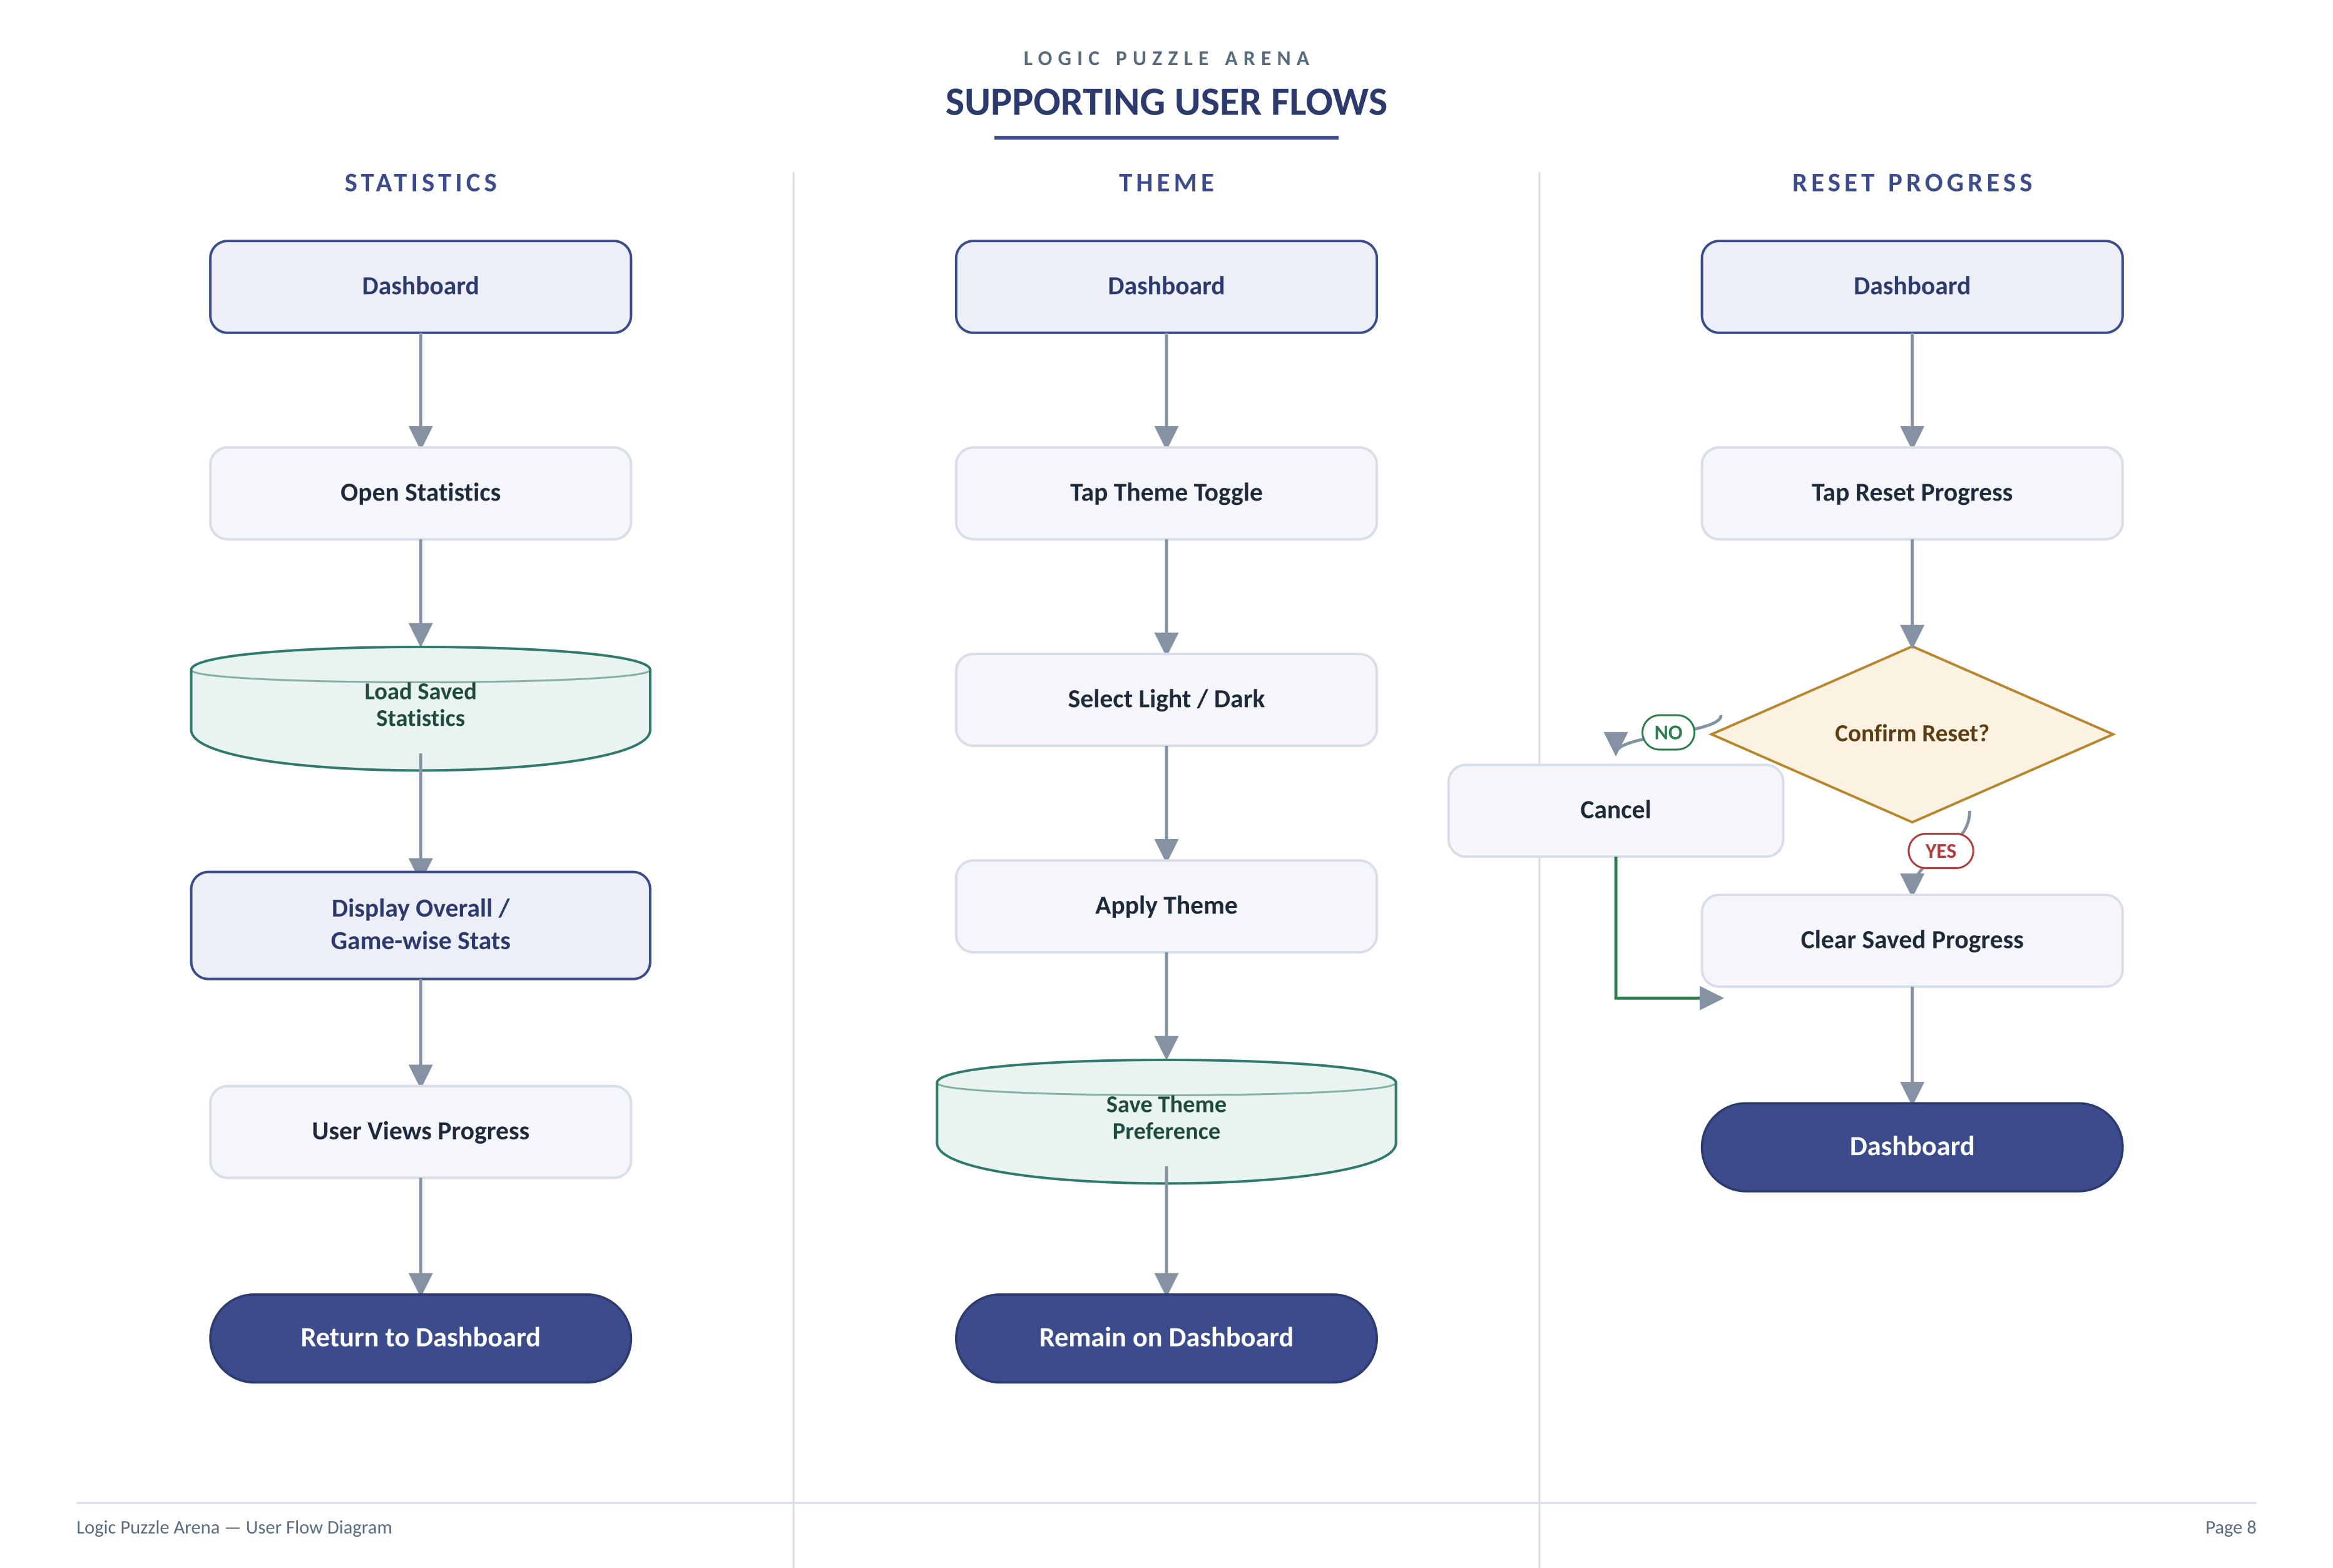 LOGIC PUZZLE ARENA
SUPPORTING USER FLOWS
STATISTICS
Dashboard
Open Statistics
Load Saved
Statistics
Display Overall /
Game-wise Stats
User Views Progress
Return to Dashboard
THEME
Dashboard
Tap Theme Toggle
Select Light / Dark
Apply Theme
Save Theme
Preference
Remain on Dashboard
RESET PROGRESS
Dashboard
Tap Reset Progress
Confirm Reset?
NO
Cancel
YES
Clear Saved Progress
Dashboard
Logic Puzzle Arena — User Flow Diagram
Page 8